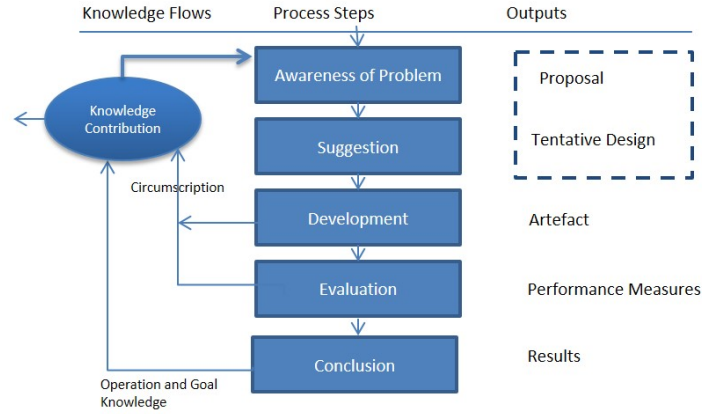 Knowledge Flows
Process Steps
Outputs
Awareness of Problem
Proposal
Knowledge
Contribution
Suggestion
Tentative Design
Circumscription
Development
Artefact
Evaluation
Performance Measures
Conclusion
Results
Operation and Goal
Knowledge